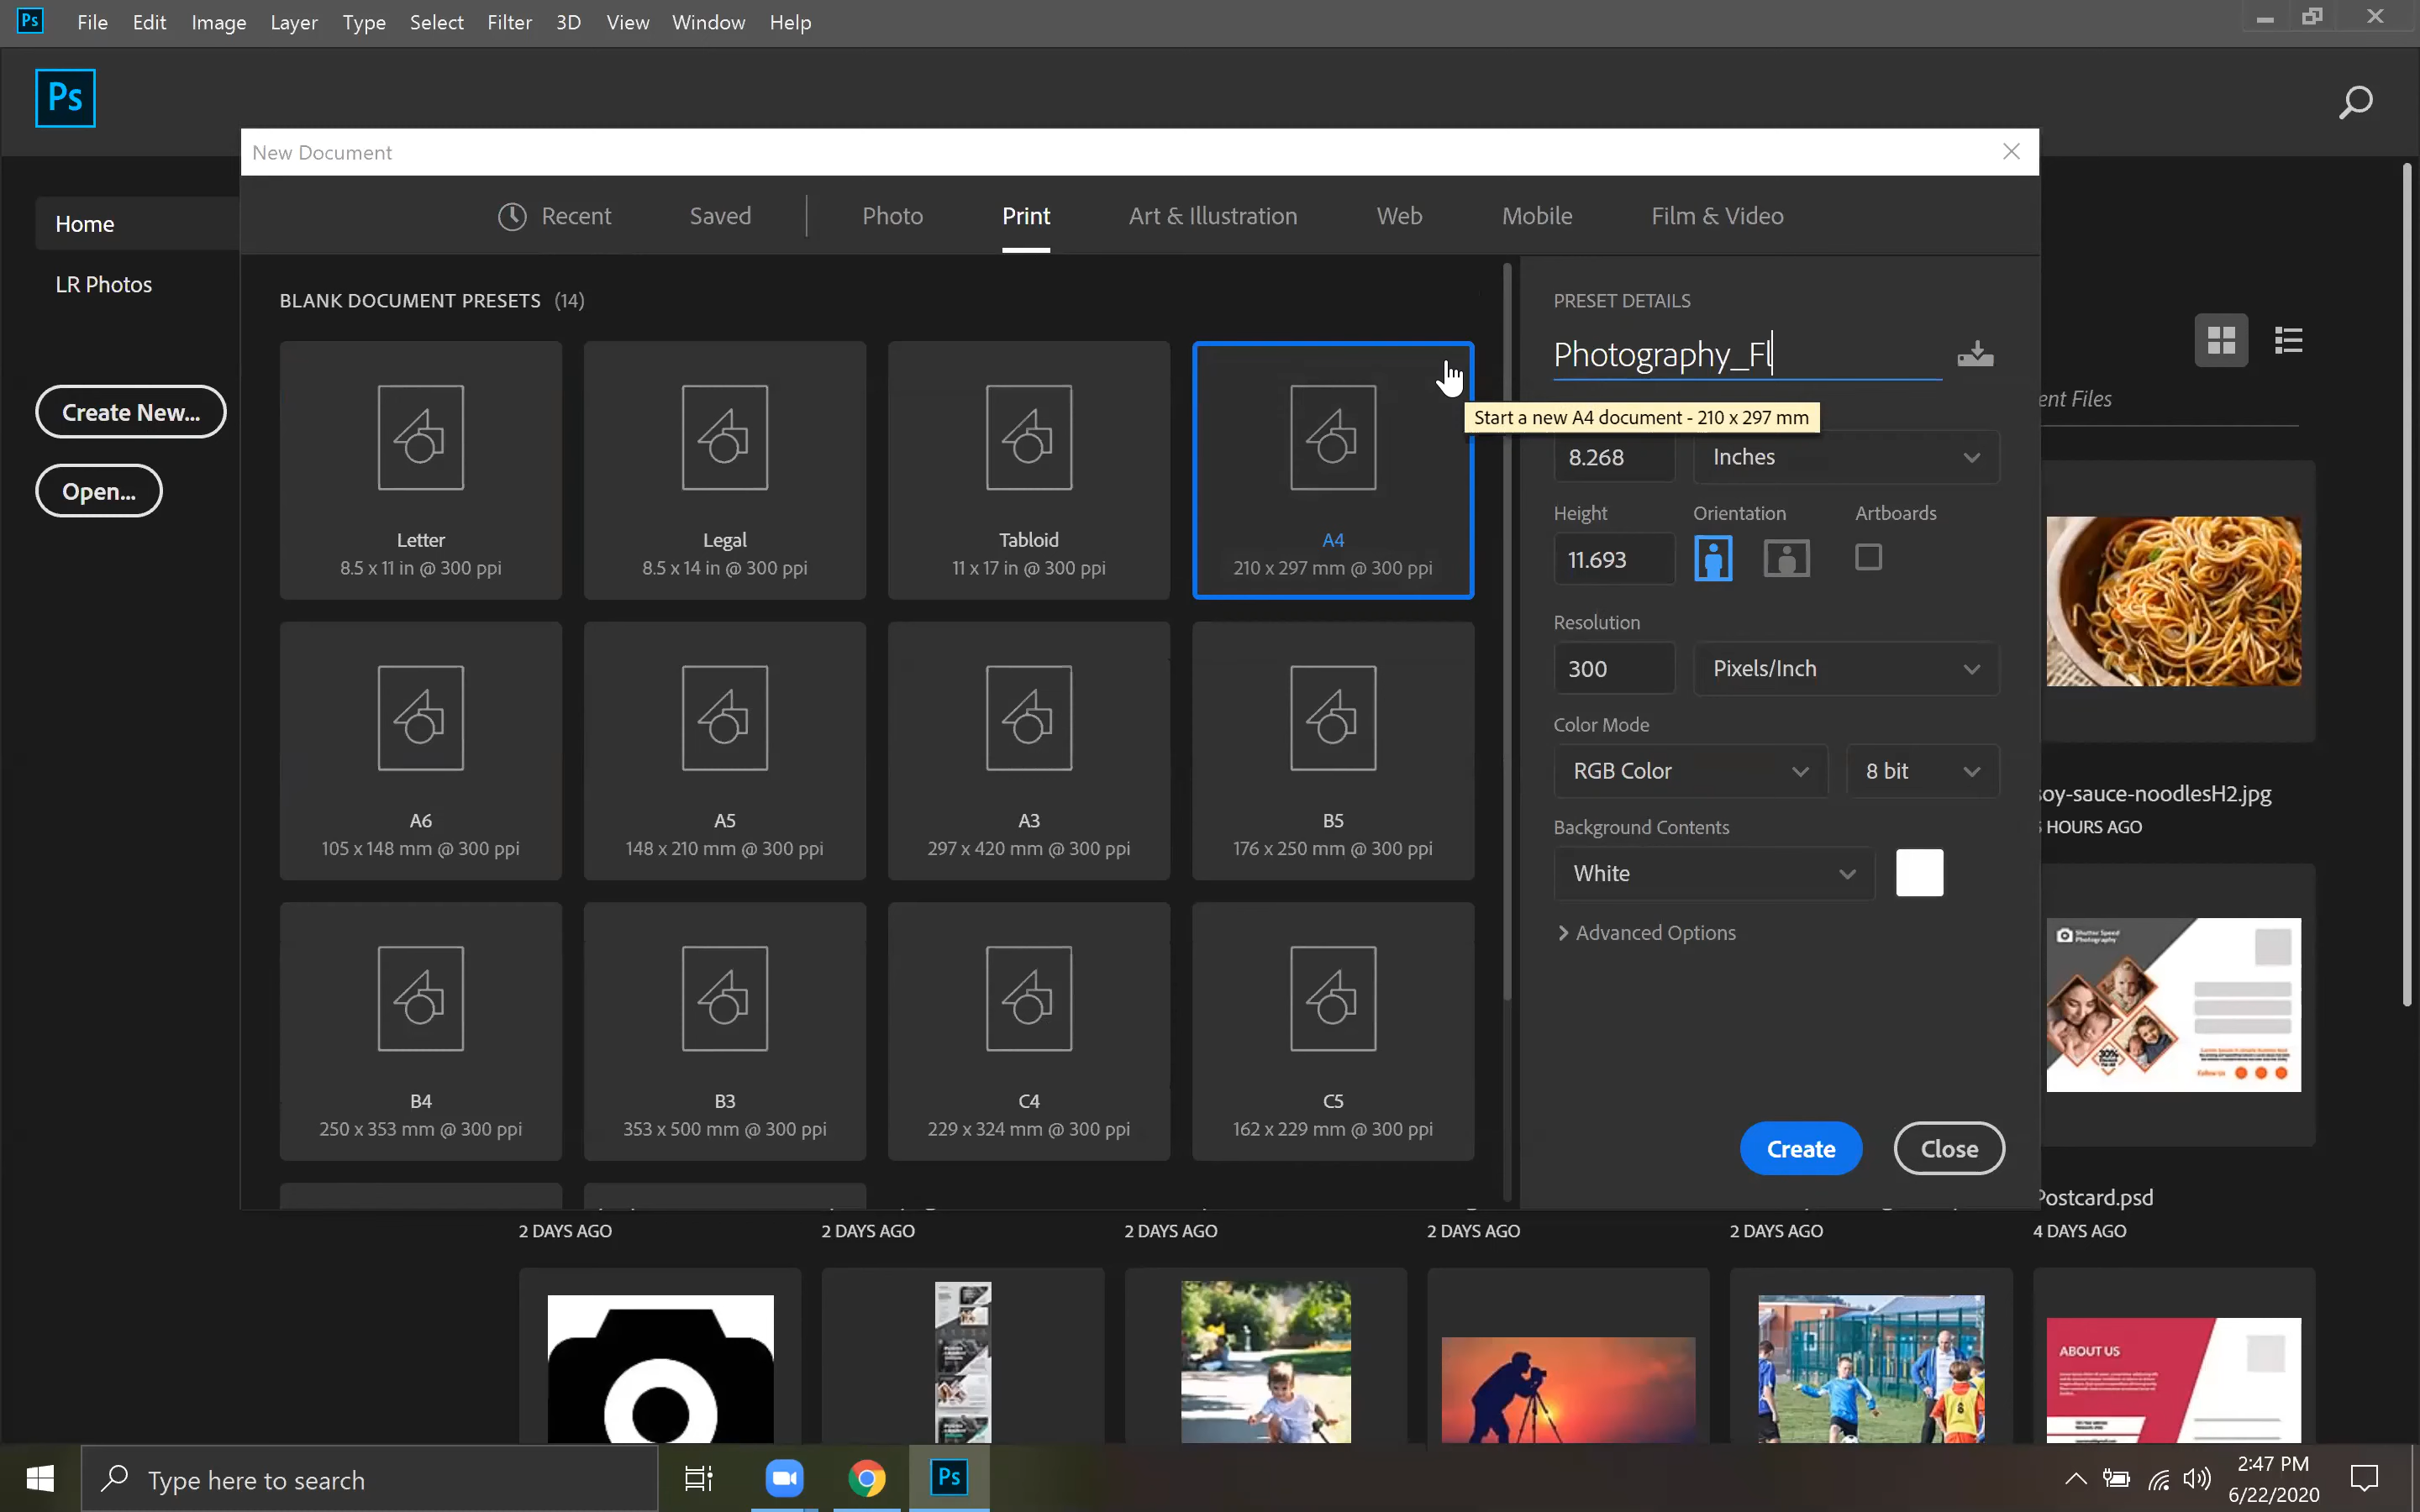 Ps File Edit Image Layer Type Select Filter 3D View Window Help
Ps
New Document
Home
LR Photos
Create New...
Open...
Recent Saved Photo Print Art & Illustration Web Mobile Film & Video
BLANK DOCUMENT PRESETS (14)
Letter
8.5 x 11 in @ 300 ppi
Legal
8.5 x 14 in @ 300 ppi
Tabloid
11 x 17 in @ 300 ppi
A4
210 x 297 mm @ 300 ppi
A6
105 x 148 mm @ 300 ppi
A5
148 x 210 mm @ 300 ppi
A3
297 x 420 mm @ 300 ppi
B5
176 x 250 mm @ 300 ppi
B4
250 x 353 mm @ 300 ppi
B3
353 x 500 mm @ 300 ppi
C4
229 x 324 mm @ 300 ppi
C5
162 x 229 mm @ 300 ppi
PRESET DETAILS
Photography_Fl
Start a new A4 document - 210 x 297 mm
8.268 Inches
Height Orientation Artboards
11.693
Resolution
300 Pixels/Inch
Color Mode
RGB Color 8 bit
Background Contents
White
Advanced Options
Create Close
ent Files
oy-sauce-noodlesH2.jpg
HOURS AGO
Shutter Speed
Photography
30%
Follow Us
Postcard.psd
2 DAYS AGO 2 DAYS AGO 2 DAYS AGO 2 DAYS AGO 2 DAYS AGO 4 DAYS AGO
ABOUT US
Type here to search
Ps
2:47 PM
6/22/2020